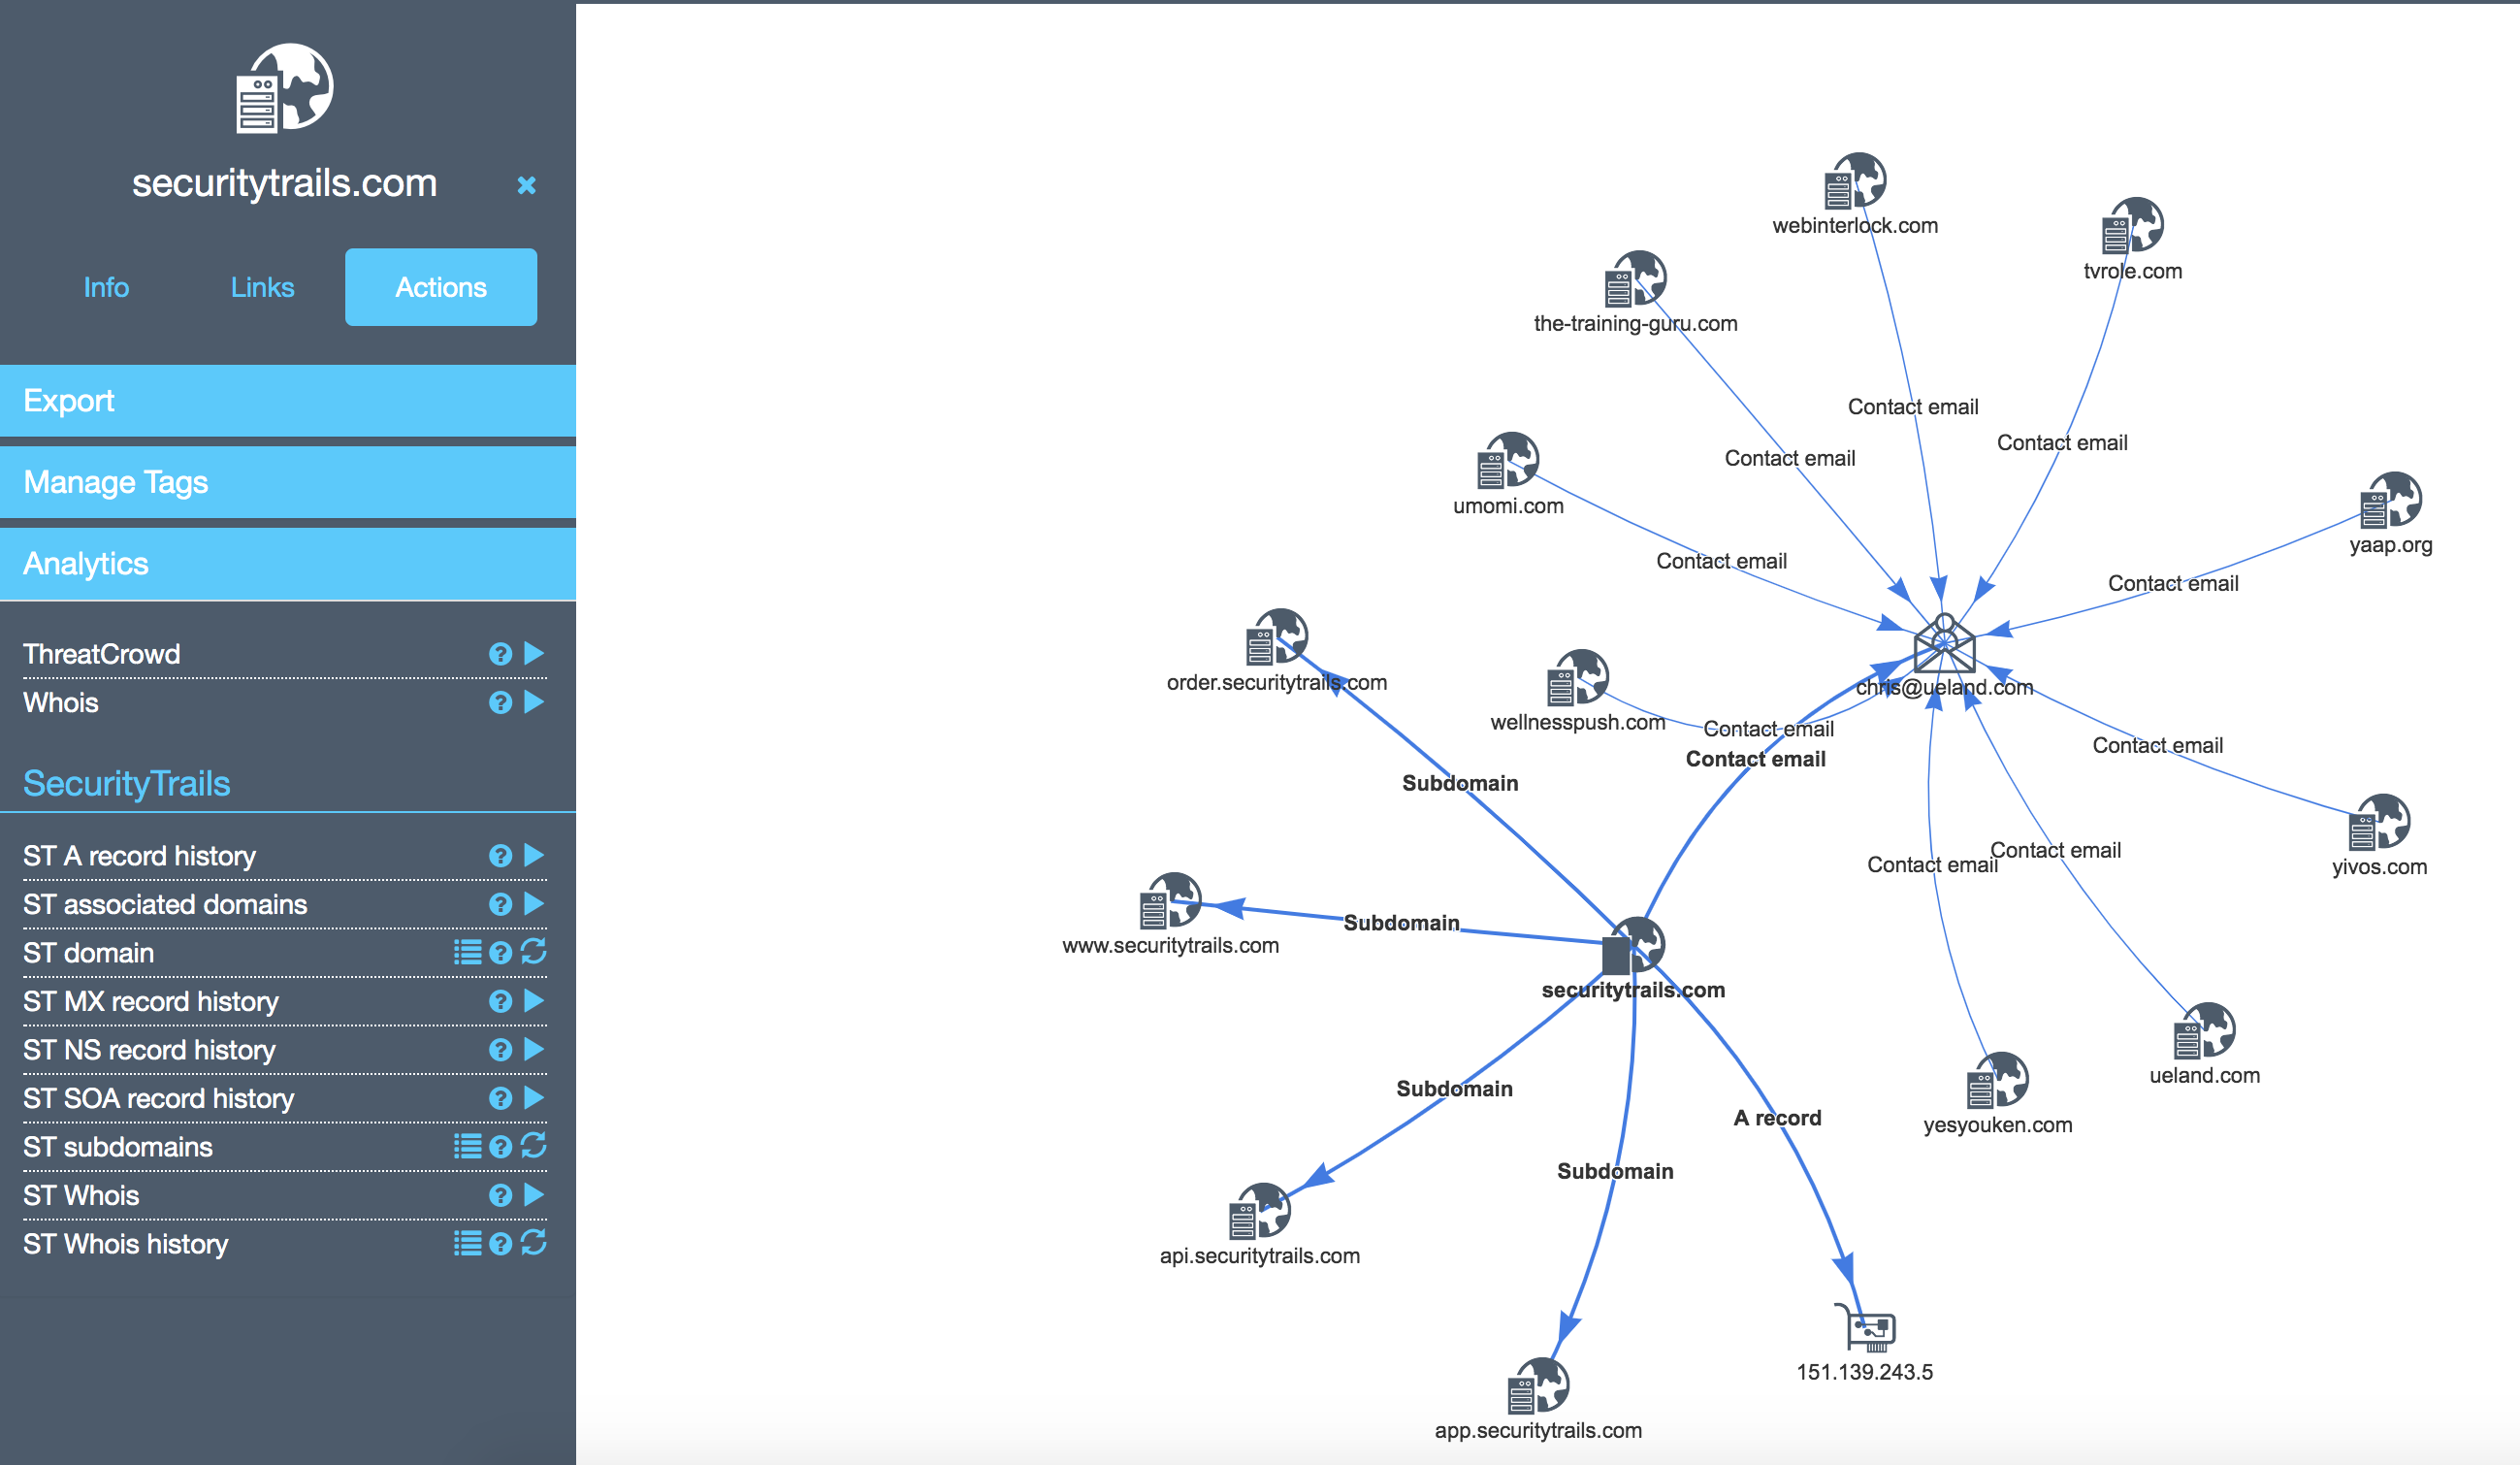 securitytrails.com
Info
Links
Actions
Export
Manage Tags
Analytics
ThreatCrowd
Whois
SecurityTrails
ST A record history
ST associated domains
ST domain
ST MX record history
ST NS record history
ST SOA record history
ST subdomains
ST Whois
ST Whois history
webinterlock.com
tvrole.com
the-training-guru.com
Contact email
Contact email
Contact email
umomi.com
yaap.org
Contact email
Contact email
order.securitytrails.com
chris@ueland.com
wellnesspush.com
Contact email
Contact email
Contact email
Subdomain
Contact email
Contact email
yivos.com
Subdomain
www.securitytrails.com
securitytrails.com
ueland.com
Subdomain
A record
yesyouken.com
Subdomain
api.securitytrails.com
151.139.243.5
app.securitytrails.com